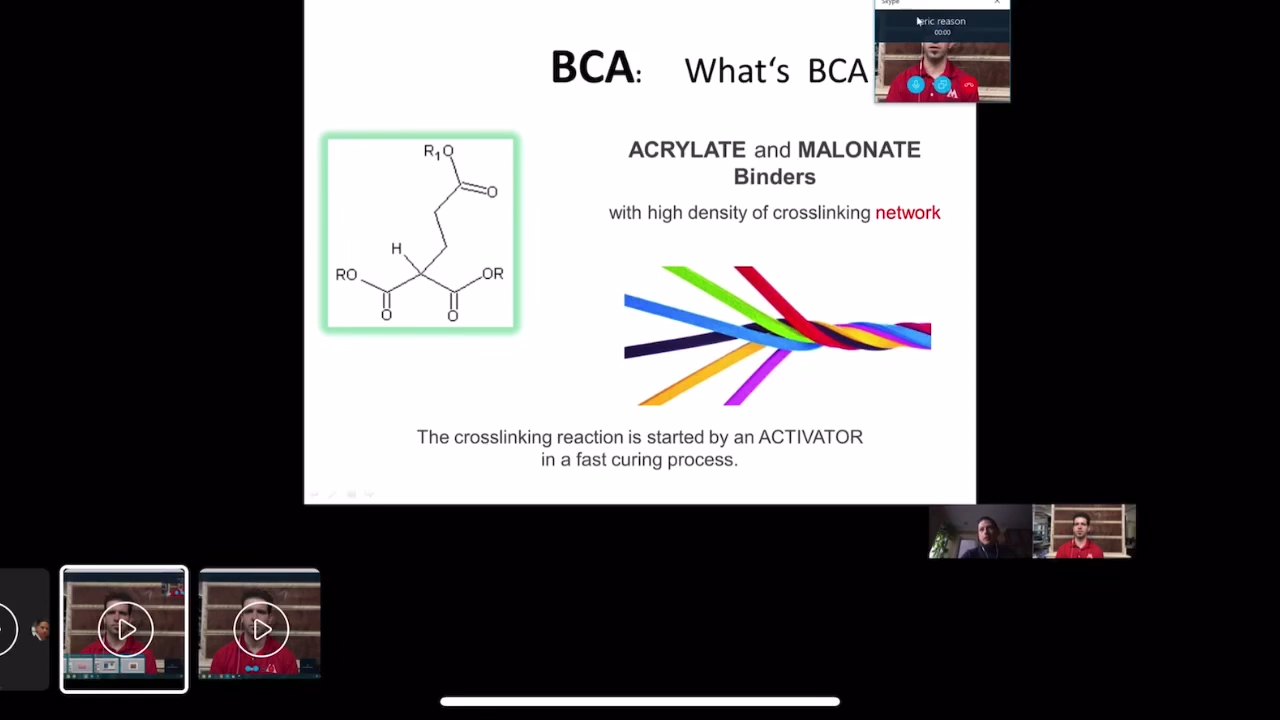 Skype
eric reason
00:00
BCA: What‘s BCA
R1O
O
H
RO
OR
O
O
ACRYLATE and MALONATE
Binders
with high density of crosslinking network
The crosslinking reaction is started by an ACTIVATOR
in a fast curing process.